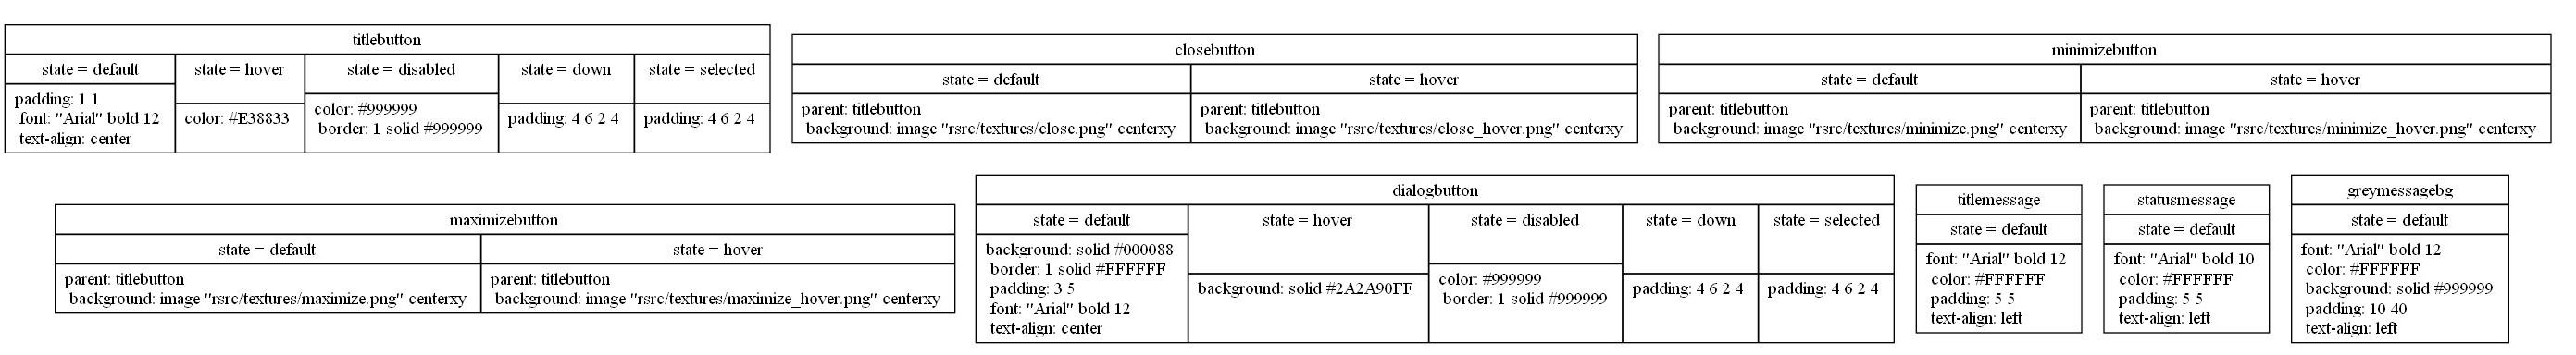 titlebutton
state = default
padding: 1 1
font: "Arial" bold 12
text-align: center
state = hover
color: #E38833
state = disabled
color: #999999
border: 1 solid #999999
state = down
padding: 4 6 2 4
state = selected
padding: 4 6 2 4
closebutton
state = default
parent: titlebutton
background: image "rsrc/textures/close.png" centerxy
state = hover
parent: titlebutton
background: image "rsrc/textures/close_hover.png" centerxy
minimizebutton
state = default
parent: titlebutton
background: image "rsrc/textures/minimize.png" centerxy
state = hover
parent: titlebutton
background: image "rsrc/textures/minimize_hover.png" centerxy
maximizebutton
state = default
parent: titlebutton
background: image "rsrc/textures/maximize.png" centerxy
state = hover
parent: titlebutton
background: image "rsrc/textures/maximize_hover.png" centerxy
dialogbutton
state = default
background: solid #000088
border: 1 solid #FFFFFF
padding: 3 5
font: "Arial" bold 12
text-align: center
state = hover
background: solid #2A2A90FF
state = disabled
color: #999999
border: 1 solid #999999
state = down
padding: 4 6 2 4
state = selected
padding: 4 6 2 4
titlemessage
state = default
font: "Arial" bold 12
color: #FFFFFF
padding: 5 5
text-align: left
statusmessage
state = default
font: "Arial" bold 10
color: #FFFFFF
padding: 5 5
text-align: left
greymessagebg
state = default
font: "Arial" bold 12
color: #FFFFFF
background: solid #999999
padding: 10 40
text-align: left